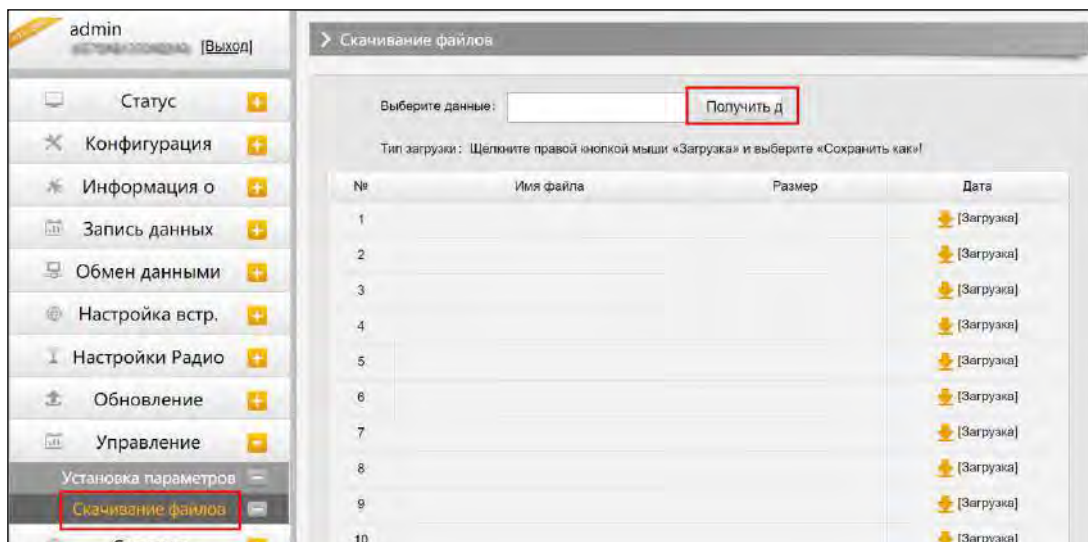 admin
[Выход]
Статус
Конфигурация
Информация о
Запись данных
Обмен данными
Настройка встр.
Настройки Радио
Обновление
Управление
Установка параметров
Скачивание файлов
Скачивание файлов
Выберите данные:
Получить д
Тип загрузки: Щелкните правой кнопкой мыши «Загрузка» и выберите «Сохранить как»!
№ Имя файла Размер Дата
1 [Загрузка]
2 [Загрузка]
3 [Загрузка]
4 [Загрузка]
5 [Загрузка]
6 [Загрузка]
7 [Загрузка]
8 [Загрузка]
9 [Загрузка]
10 [Загрузка]